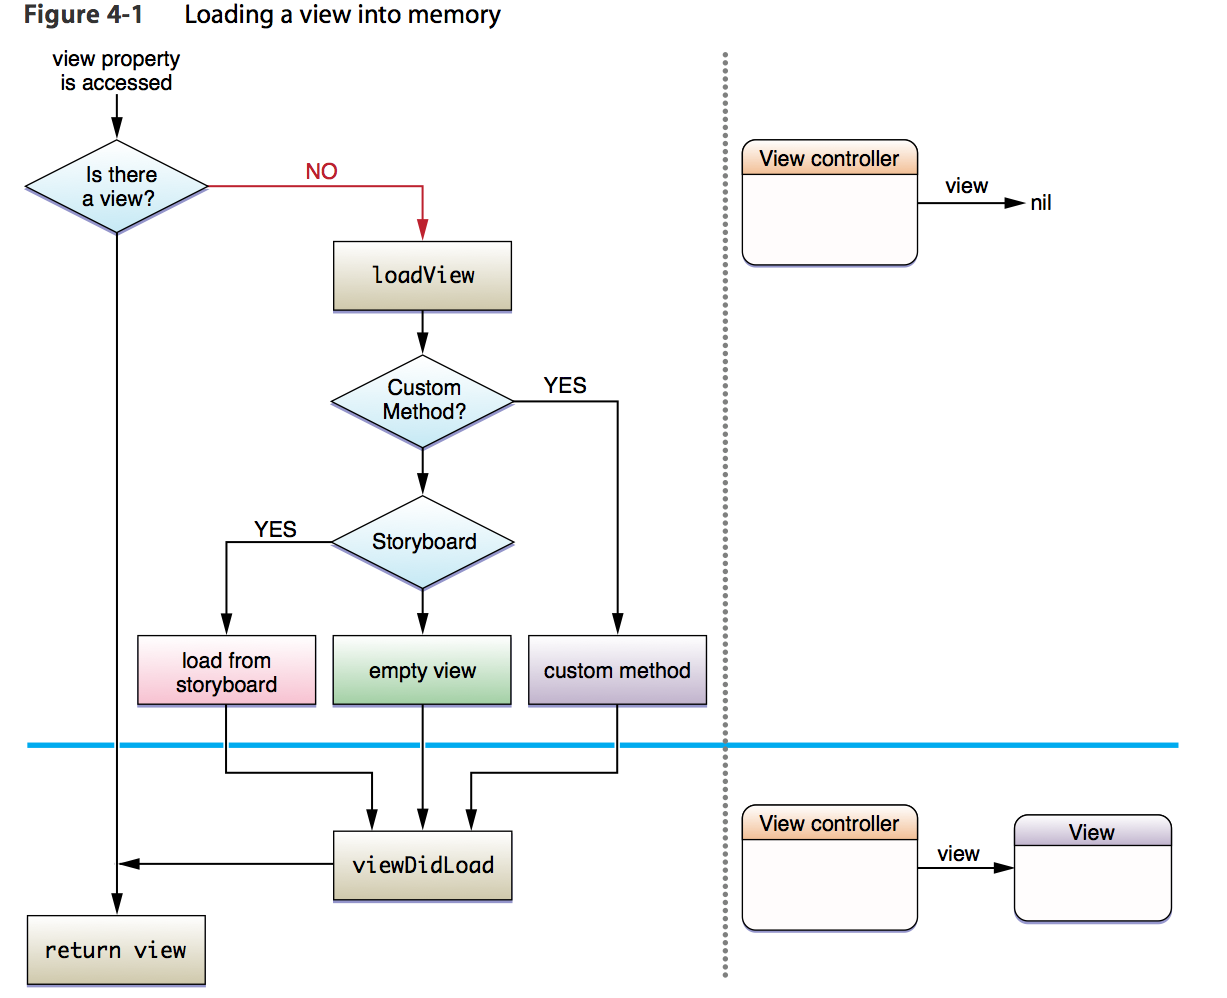 Figure 4-1 Loading a view into memory
view property
is accessed
Is there
a view?
NO
View controller
view
nil
loadView
Custom
Method?
YES
YES
Storyboard
load from
storyboard
empty view
custom method
View controller
view
View
viewDidLoad
return view